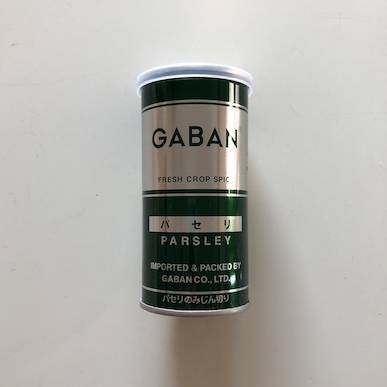 GABAN
FRESH CROP SPICE
パセリ
PARSLEY
IMPORTED & PACKED BY
GABAN CO., LTD.
パセリのみじん切り